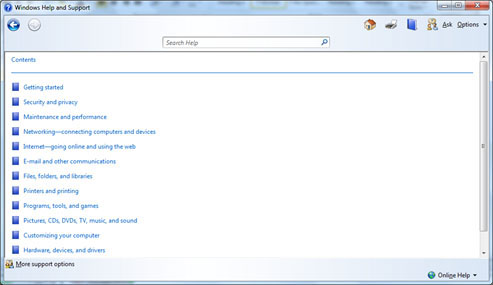 Windows Help and Support
Ask Options
Search Help
Contents
Getting started
Security and privacy
Maintenance and performance
Networking—connecting computers and devices
Internet—going online and using the web
E-mail and other communications
Files, folders, and libraries
Printers and printing
Programs, tools, and games
Pictures, CDs, DVDs, TV, music, and sound
Customizing your computer
Hardware, devices, and drivers
More support options
Online Help